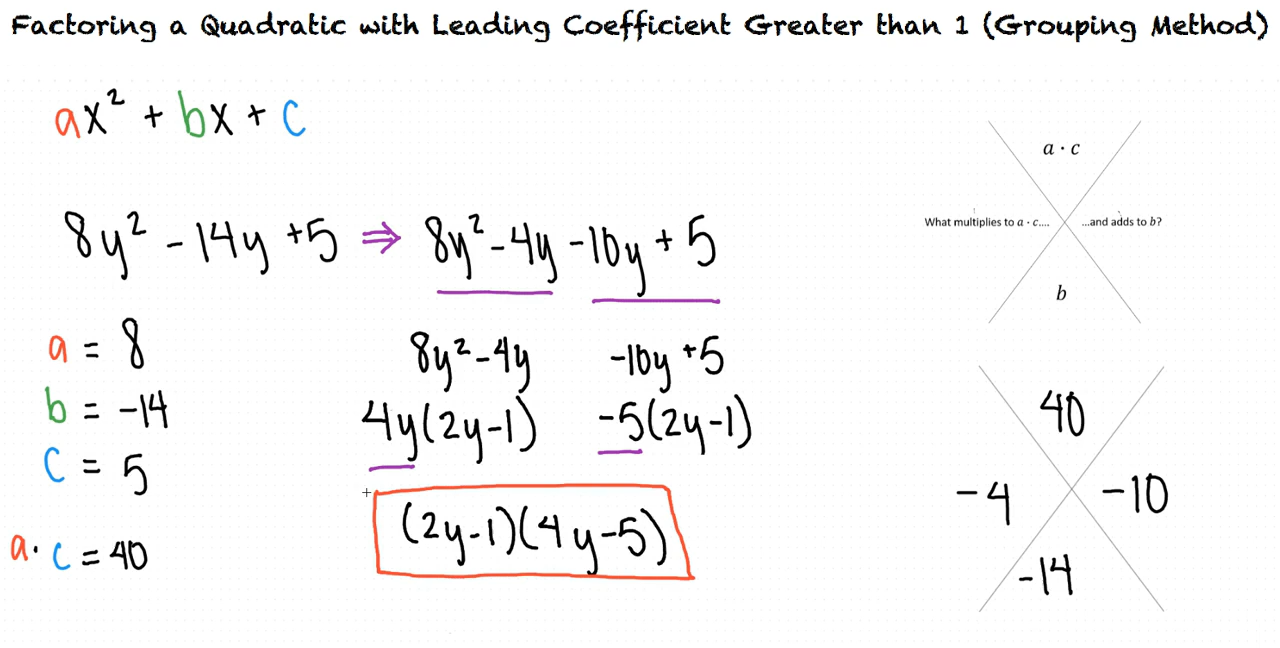 Factoring a Quadratic with Leading Coefficient Greater than 1 (Grouping Method)
ax² + bx + c
8y² - 14y + 5 ⇒ 8y² - 4y - 10y + 5
a = 8
b = -14
c = 5
a · c = 40
8y² - 4y -10y + 5
4y(2y - 1) -5(2y - 1)
(2y - 1)(4y - 5)
a · c
What multiplies to a · c.... ...and adds to b?
b
40
-4 -10
-14